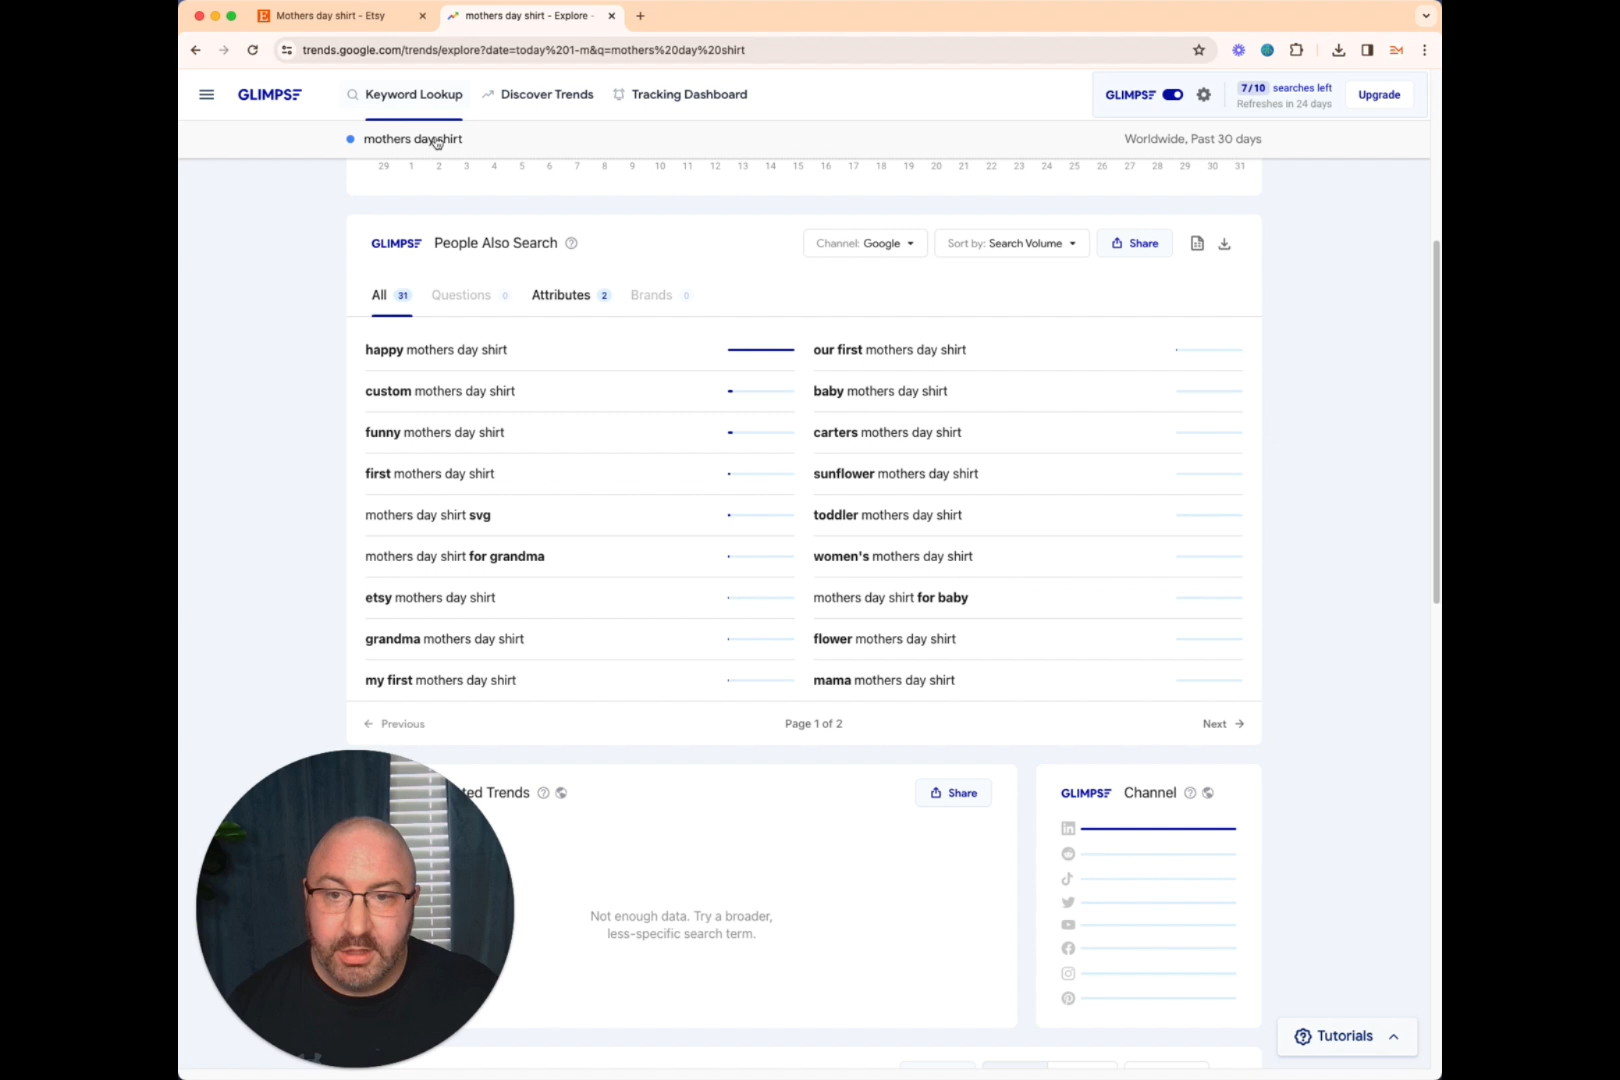 Mothers day shirt - Etsy
mothers day shirt - Explore -
trends.google.com/trends/explore?date=today%201-m&q=mothers%20day%20shirt
GLIMPSE
Keyword Lookup
Discover Trends
Tracking Dashboard
GLIMPSE
7/10 searches left
Refreshes in 24 days
Upgrade
mothers day shirt
Worldwide, Past 30 days
29 1 2 3 4 5 6 7 8 9 10 11 12 13 14 15 16 17 18 19 20 21 22 23 24 25 26 27 28 29 30 31
GLIMPSE People Also Search
Channel: Google
Sort by: Search Volume
Share
All 31
Questions 0
Attributes 2
Brands 0
happy mothers day shirt
our first mothers day shirt
custom mothers day shirt
baby mothers day shirt
funny mothers day shirt
carters mothers day shirt
first mothers day shirt
sunflower mothers day shirt
mothers day shirt svg
toddler mothers day shirt
mothers day shirt for grandma
women's mothers day shirt
etsy mothers day shirt
mothers day shirt for baby
grandma mothers day shirt
flower mothers day shirt
my first mothers day shirt
mama mothers day shirt
Previous
Page 1 of 2
Next
Trends
Share
GLIMPSE Channel
Not enough data. Try a broader,
less-specific search term.
Tutorials